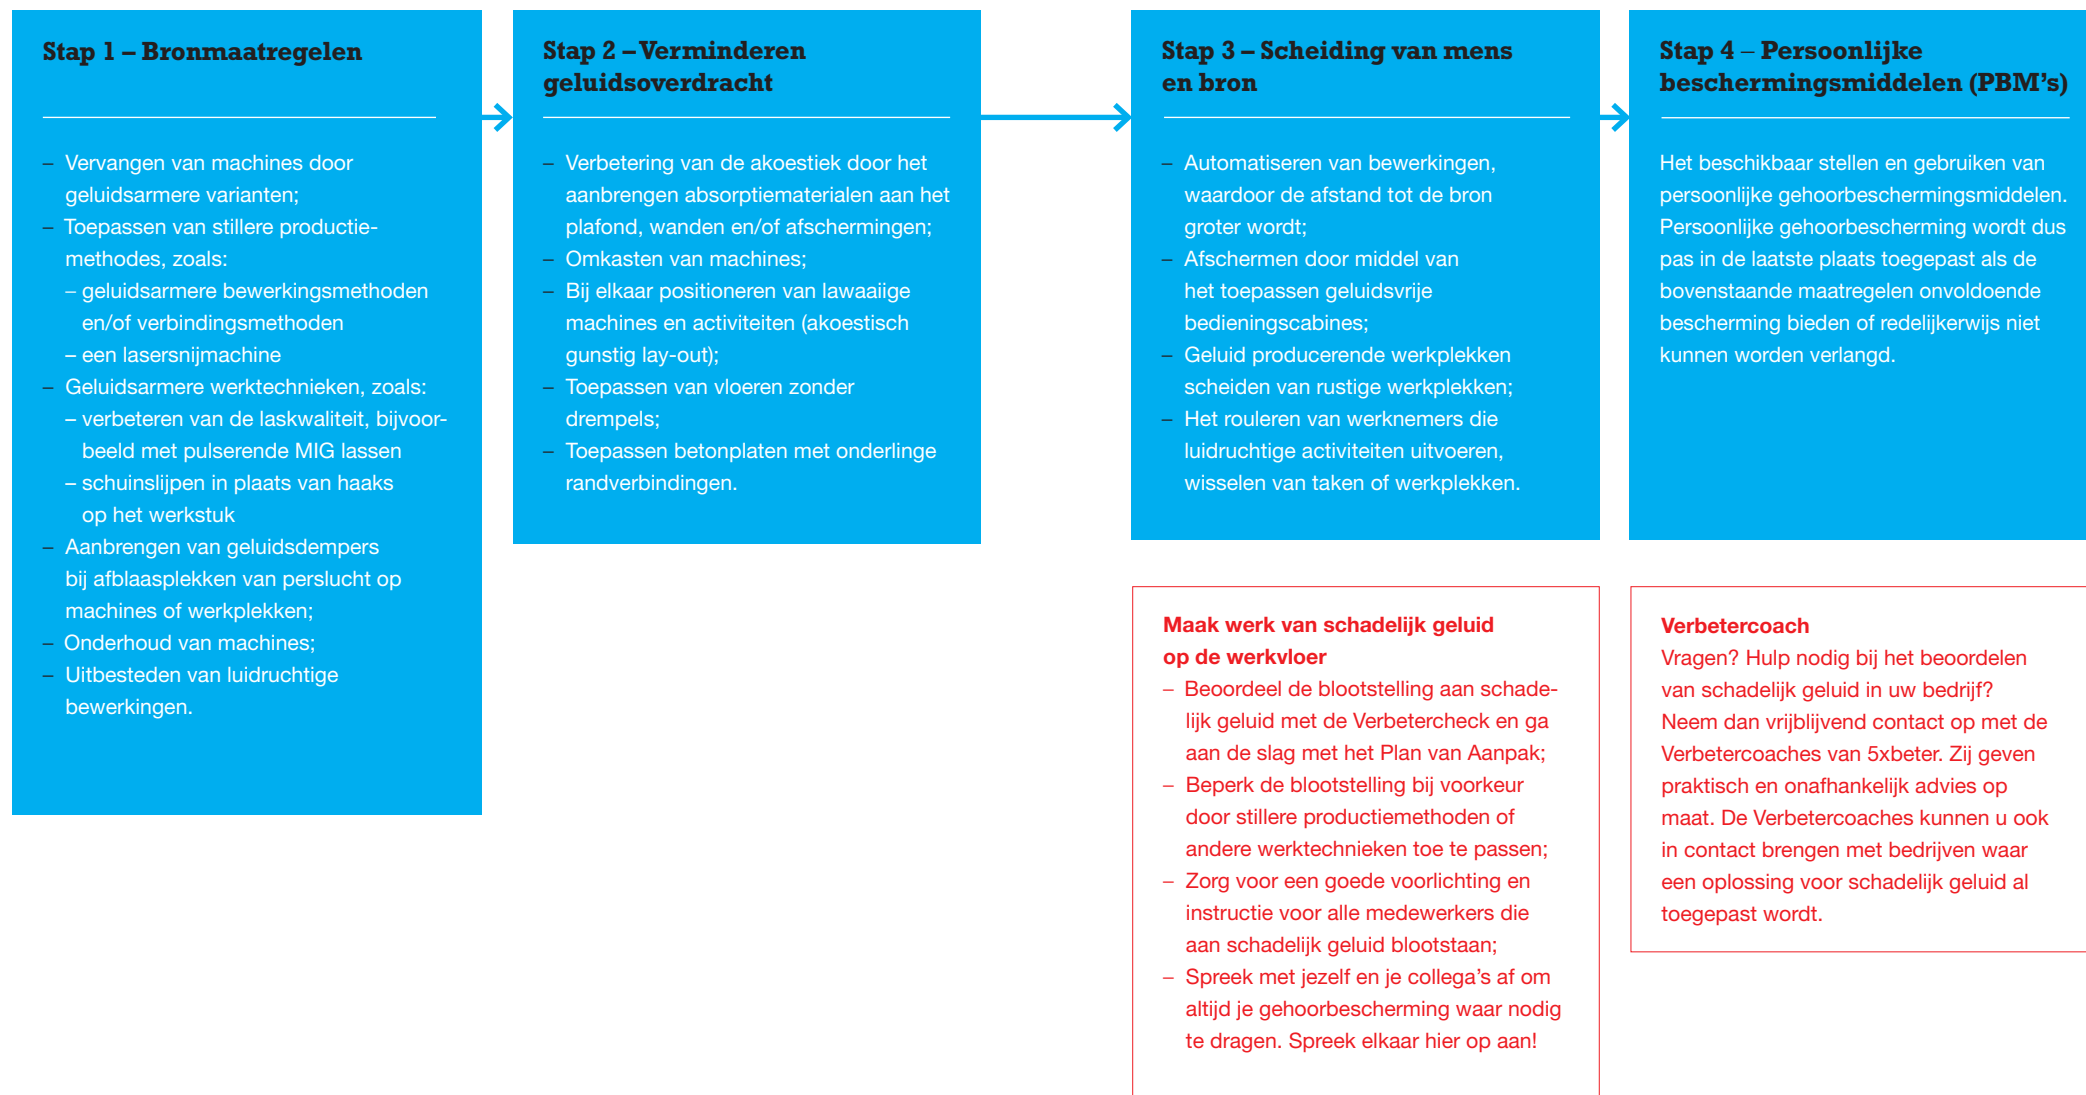 Stap 1 – Bronmaatregelen
– Vervangen van machines door
geluidsarmere varianten;
– Toepassen van stillere productie-
methodes, zoals:
– geluidsarmere bewerkingsmethoden
en/of verbindingsmethoden
– een lasersnijmachine
– Geluidsarmere werktechnieken, zoals:
– verbeteren van de laskwaliteit, bijvoor-
beeld met pulserende MIG lassen
– schuinslijpen in plaats van haaks
op het werkstuk
– Aanbrengen van geluidsdempers
bij afblaasplekken van perslucht op
machines of werkplekken;
– Onderhoud van machines;
– Uitbesteden van luidruchtige
bewerkingen.
Stap 2 – Verminderen
geluidsoverdracht
– Verbetering van de akoestiek door het
aanbrengen absorptiematerialen aan het
plafond, wanden en/of afschermingen;
– Omkasten van machines;
– Bij elkaar positioneren van lawaaiige
machines en activiteiten (akoestisch
gunstig lay-out);
– Toepassen van vloeren zonder
drempels;
– Toepassen betonplaten met onderlinge
randverbindingen.
Stap 3 – Scheiding van mens
en bron
– Automatiseren van bewerkingen,
waardoor de afstand tot de bron
groter wordt;
– Afschermen door middel van
het toepassen geluidsvrije
bedieningscabines;
– Geluid producerende werkplekken
scheiden van rustige werkplekken;
– Het rouleren van werknemers die
luidruchtige activiteiten uitvoeren,
wisselen van taken of werkplekken.
Stap 4 – Persoonlijke
beschermingsmiddelen (PBM's)
Het beschikbaar stellen en gebruiken van
persoonlijke gehoorbeschermingsmiddelen.
Persoonlijke gehoorbescherming wordt dus
pas in de laatste plaats toegepast als de
bovenstaande maatregelen onvoldoende
bescherming bieden of redelijkerwijs niet
kunnen worden verlangd.
Maak werk van schadelijk geluid
op de werkvloer
– Beoordeel de blootstelling aan schade-
lijk geluid met de Verbetercheck en ga
aan de slag met het Plan van Aanpak;
– Beperk de blootstelling bij voorkeur
door stillere productiemethoden of
andere werktechnieken toe te passen;
– Zorg voor een goede voorlichting en
instructie voor alle medewerkers die
aan schadelijk geluid blootstaan;
– Spreek met jezelf en je collega's af om
altijd je gehoorbescherming waar nodig
te dragen. Spreek elkaar hier op aan!
Verbetercoach
Vragen? Hulp nodig bij het beoordelen
van schadelijk geluid in uw bedrijf?
Neem dan vrijblijvend contact op met de
Verbetercoaches van 5xbeter. Zij geven
praktisch en onafhankelijk advies op
maat. De Verbetercoaches kunnen u ook
in contact brengen met bedrijven waar
een oplossing voor schadelijk geluid al
toegepast wordt.